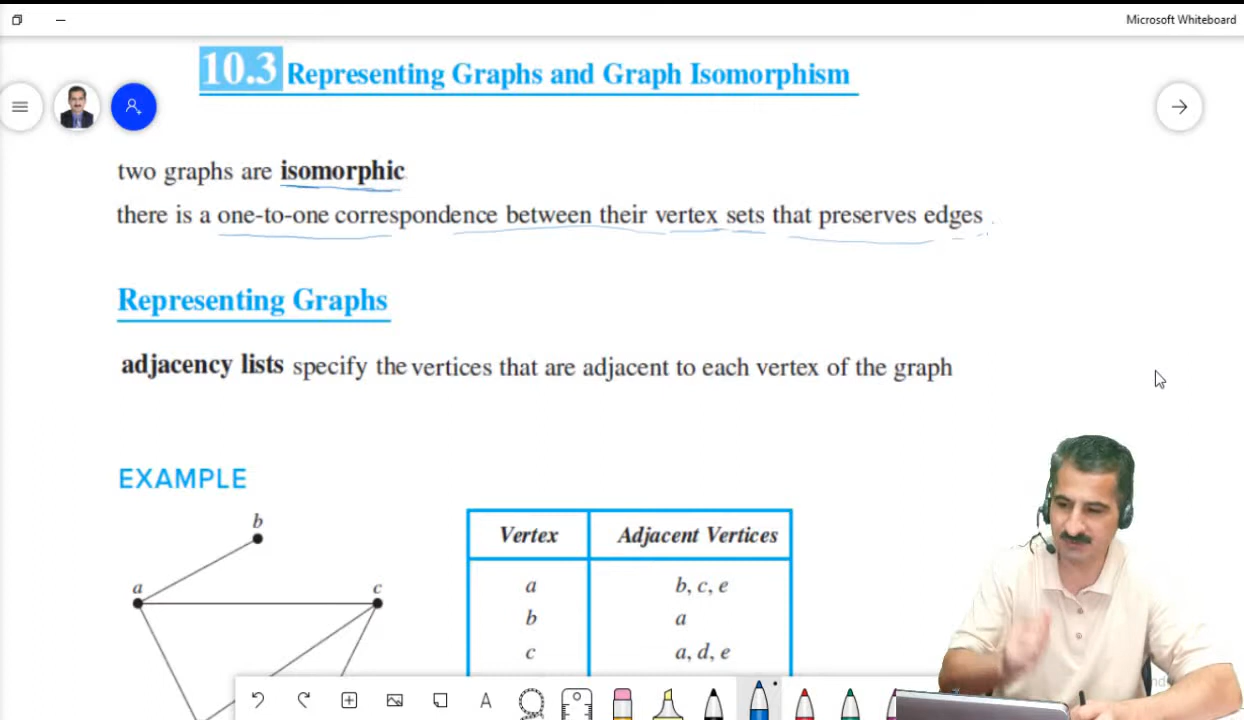 Microsoft Whiteboard
10.3 Representing Graphs and Graph Isomorphism
two graphs are isomorphic
there is a one-to-one correspondence between their vertex sets that preserves edges
Representing Graphs
adjacency lists specify the vertices that are adjacent to each vertex of the graph
EXAMPLE
b
a
c
Vertex Adjacent Vertices
a b, c, e
b a
c a, d, e
A